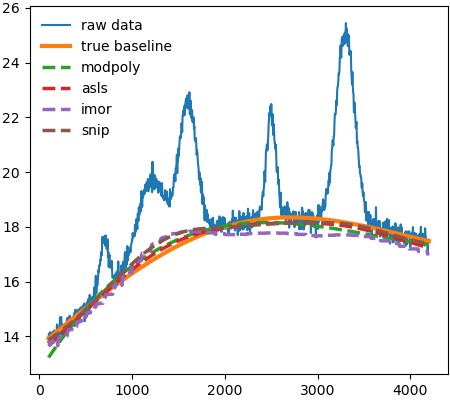 26
24
22
20
18
16
14
0
1000
2000
3000
4000
raw data
true baseline
modpoly
asls
imor
snip